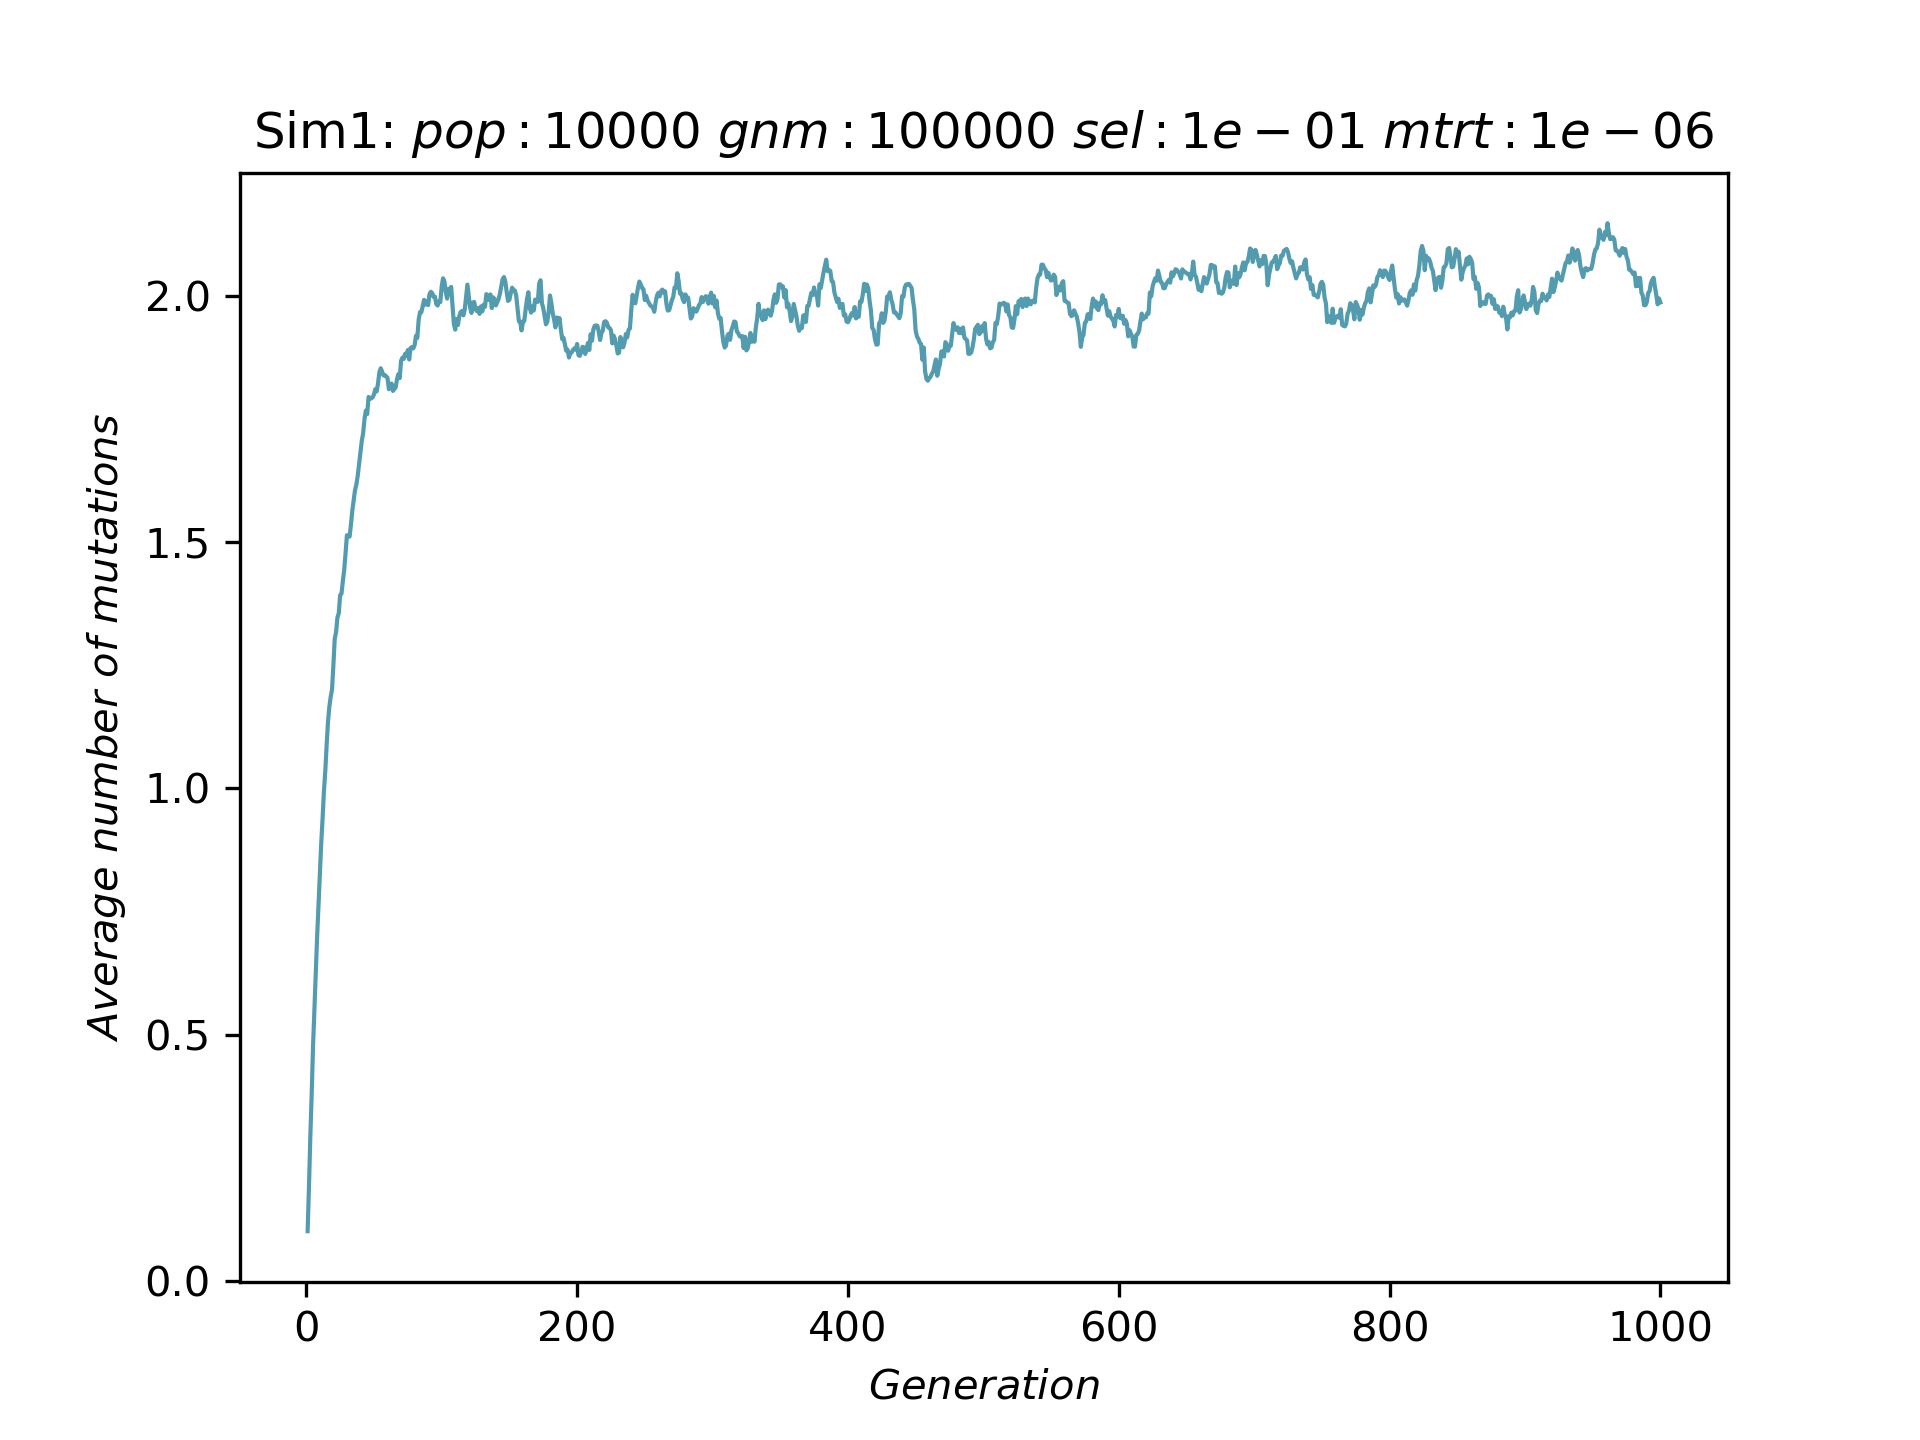 Sim1: pop : 10000 gnm : 100000 sel : 1e − 01 mtrt : 1e − 06
Average number of mutations
2.0
1.5
1.0
0.5
0.0
0 200 400 600 800 1000
Generation